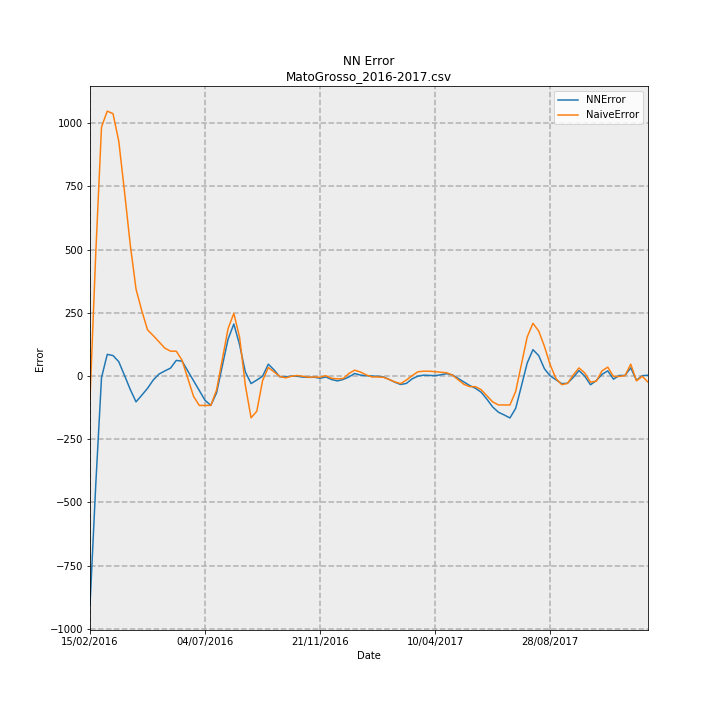 NN Error
MatoGrosso_2016-2017.csv
NNError
NaiveError
1000
750
500
250
0
−250
−500
−750
−1000
Error
15/02/2016
04/07/2016
21/11/2016
10/04/2017
28/08/2017
Date